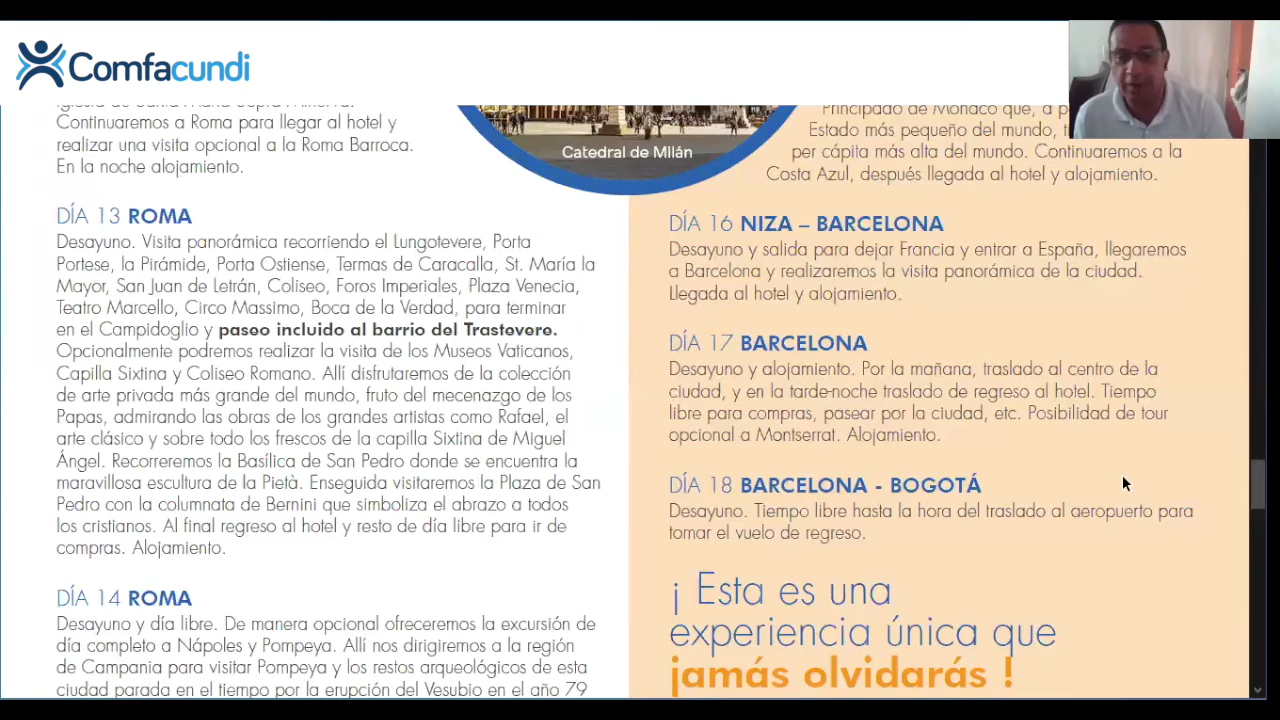 Comfacundi
Continuaremos a Roma para llegar al hotel y
realizar una visita opcional a la Roma Barroca.
En la noche alojamiento.
DÍA 13 ROMA
Desayuno. Visita panorámica recorriendo el Lungotevere, Porta
Portese, la Pirámide, Porta Ostiense, Termas de Caracalla, St. María la
Mayor, San Juan de Letrán, Coliseo, Foros Imperiales, Plaza Venecia,
Teatro Marcello, Circo Massimo, Boca de la Verdad, para terminar
en el Campidoglio y paseo incluido al barrio del Trastevere.
Opcionalmente podremos realizar la visita de los Museos Vaticanos,
Capilla Sixtina y Coliseo Romano. Allí disfrutaremos de la colección
de arte privada más grande del mundo, fruto del mecenazgo de los
Papas, admirando las obras de los grandes artistas como Rafael, el
arte clásico y sobre todo los frescos de la capilla Sixtina de Miguel
Ángel. Recorreremos la Basílica de San Pedro donde se encuentra la
maravillosa escultura de la Pietà. Enseguida visitaremos la Plaza de San
Pedro con la columnata de Bernini que simboliza el abrazo a todos
los cristianos. Al final regreso al hotel y resto de día libre para ir de
compras. Alojamiento.
DÍA 14 ROMA
Desayuno y día libre. De manera opcional ofreceremos la excursión de
día completo a Nápoles y Pompeya. Allí nos dirigiremos a la región
de Campania para visitar Pompeya y los restos arqueológicos de esta
ciudad parada en el tiempo por la erupción del Vesubio en el año 79
Catedral de Milán
Principado de Mónaco que, a
Estado más pequeño del mundo,
per cápita más alta del mundo. Continuaremos a la
Costa Azul, después llegada al hotel y alojamiento.
DÍA 16 NIZA – BARCELONA
Desayuno y salida para dejar Francia y entrar a España, llegaremos
a Barcelona y realizaremos la visita panorámica de la ciudad.
Llegada al hotel y alojamiento.
DÍA 17 BARCELONA
Desayuno y alojamiento. Por la mañana, traslado al centro de la
ciudad, y en la tarde-noche traslado de regreso al hotel. Tiempo
libre para compras, pasear por la ciudad, etc. Posibilidad de tour
opcional a Montserrat. Alojamiento.
DÍA 18 BARCELONA - BOGOTÁ
Desayuno. Tiempo libre hasta la hora del traslado al aeropuerto para
tomar el vuelo de regreso.
¡ Esta es una
experiencia única que
jamás olvidarás !